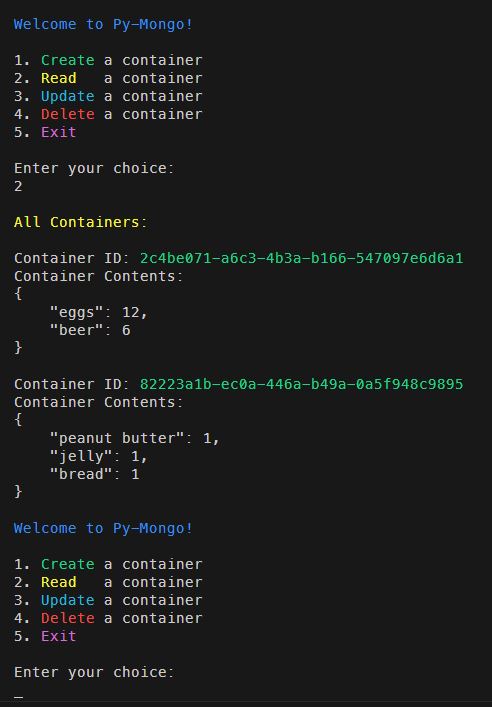 Welcome to Py-Mongo!
1. Create a container
2. Read   a container
3. Update a container
4. Delete a container
5. Exit
Enter your choice:
2
All Containers:
Container ID: 2c4be071-a6c3-4b3a-b166-547097e6d6a1
Container Contents:
{
    "eggs": 12,
    "beer": 6
}
Container ID: 82223a1b-ec0a-446a-b49a-0a5f948c9895
Container Contents:
{
    "peanut butter": 1,
    "jelly": 1,
    "bread": 1
}
Welcome to Py-Mongo!
1. Create a container
2. Read   a container
3. Update a container
4. Delete a container
5. Exit
Enter your choice:
_